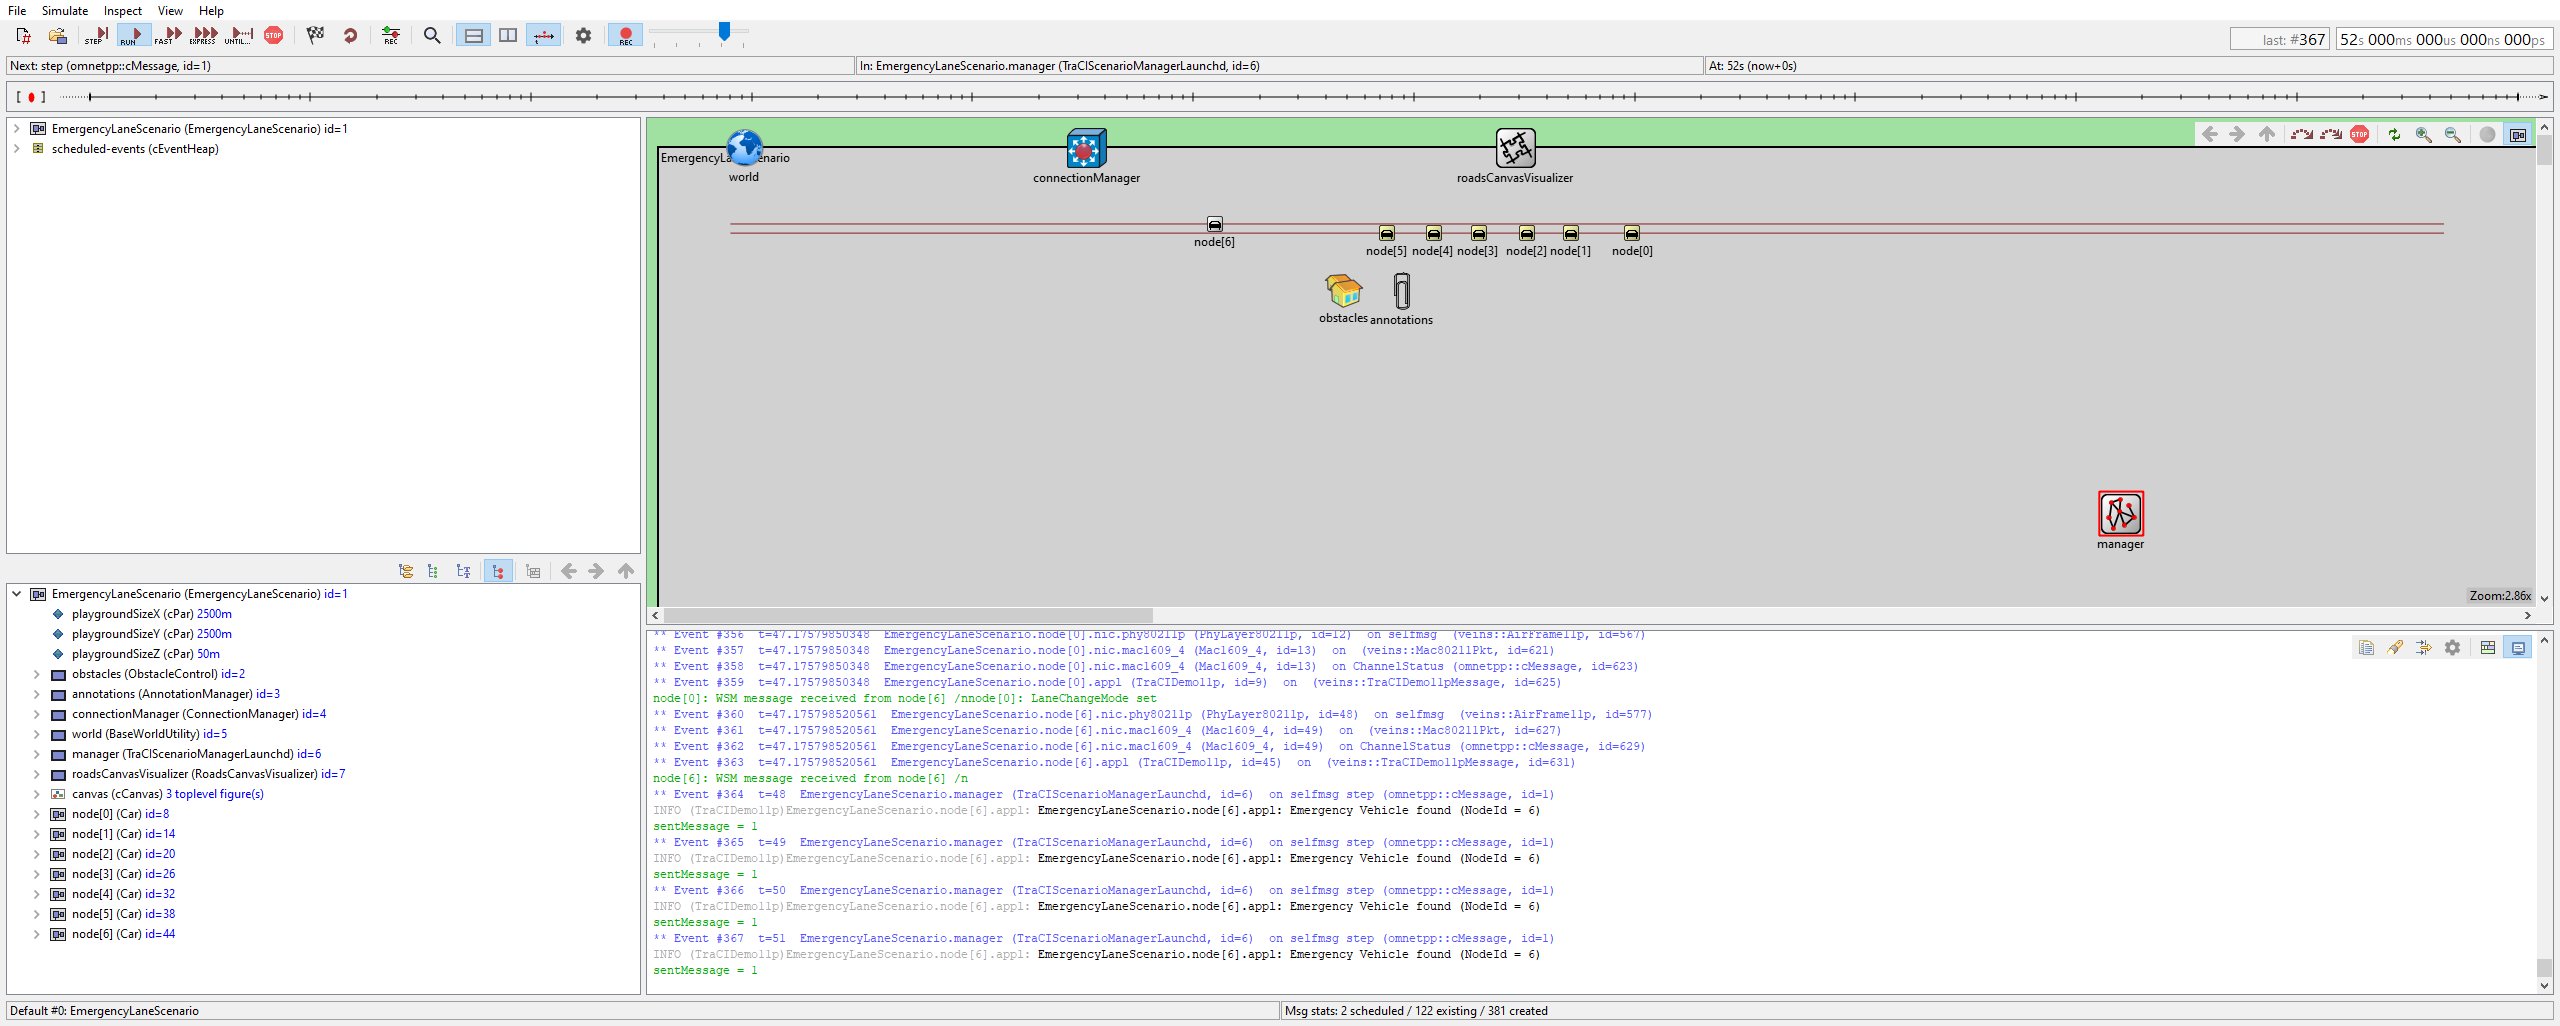 File Simulate Inspect View Help
STEP RUN FAST EXPRESS UNTIL... STOP REC REC
last: #367 52s 000ms 000us 000ns 000ps
Next: step (omnetpp::cMessage, id=1) In: EmergencyLaneScenario.manager (TraCIScenarioManagerLaunchd, id=6) At: 52s (now+0s)
EmergencyLaneScenario (EmergencyLaneScenario) id=1
scheduled-events (cEventHeap)
STOP
EmergencyLa enario
world
connectionManager
roadsCanvasVisualizer
node[6]
node[5] node[4] node[3] node[2] node[1] node[0]
obstacles annotations
manager
Zoom:2.86x
EmergencyLaneScenario (EmergencyLaneScenario) id=1
playgroundSizeX (cPar) 2500m
playgroundSizeY (cPar) 2500m
playgroundSizeZ (cPar) 50m
obstacles (ObstacleControl) id=2
annotations (AnnotationManager) id=3
connectionManager (ConnectionManager) id=4
world (BaseWorldUtility) id=5
manager (TraCIScenarioManagerLaunchd) id=6
roadsCanvasVisualizer (RoadsCanvasVisualizer) id=7
canvas (cCanvas) 3 toplevel figure(s)
node[0] (Car) id=8
node[1] (Car) id=14
node[2] (Car) id=20
node[3] (Car) id=26
node[4] (Car) id=32
node[5] (Car) id=38
node[6] (Car) id=44
** Event #356 t=47.17579850348 EmergencyLaneScenario.node[0].nic.phy80211p (PhyLayer80211p, id=12) on selfmsg (veins::AirFrame11p, id=567)
** Event #357 t=47.17579850348 EmergencyLaneScenario.node[0].nic.mac1609_4 (Mac1609_4, id=13) on (veins::Mac80211Pkt, id=621)
** Event #358 t=47.17579850348 EmergencyLaneScenario.node[0].nic.mac1609_4 (Mac1609_4, id=13) on ChannelStatus (omnetpp::cMessage, id=623)
** Event #359 t=47.17579850348 EmergencyLaneScenario.node[0].appl (TraCIDemo11p, id=9) on (veins::TraCIDemo11pMessage, id=625)
node[0]: WSM message received from node[6] /nnode[0]: LaneChangeMode set
** Event #360 t=47.175798520561 EmergencyLaneScenario.node[6].nic.phy80211p (PhyLayer80211p, id=48) on selfmsg (veins::AirFrame11p, id=577)
** Event #361 t=47.175798520561 EmergencyLaneScenario.node[6].nic.mac1609_4 (Mac1609_4, id=49) on (veins::Mac80211Pkt, id=627)
** Event #362 t=47.175798520561 EmergencyLaneScenario.node[6].nic.mac1609_4 (Mac1609_4, id=49) on ChannelStatus (omnetpp::cMessage, id=629)
** Event #363 t=47.175798520561 EmergencyLaneScenario.node[6].appl (TraCIDemo11p, id=45) on (veins::TraCIDemo11pMessage, id=631)
node[6]: WSM message received from node[6] /n
** Event #364 t=48 EmergencyLaneScenario.manager (TraCIScenarioManagerLaunchd, id=6) on selfmsg step (omnetpp::cMessage, id=1)
INFO (TraCIDemo11p)EmergencyLaneScenario.node[6].appl: EmergencyLaneScenario.node[6].appl: Emergency Vehicle found (NodeId = 6)
sentMessage = 1
** Event #365 t=49 EmergencyLaneScenario.manager (TraCIScenarioManagerLaunchd, id=6) on selfmsg step (omnetpp::cMessage, id=1)
INFO (TraCIDemo11p)EmergencyLaneScenario.node[6].appl: EmergencyLaneScenario.node[6].appl: Emergency Vehicle found (NodeId = 6)
sentMessage = 1
** Event #366 t=50 EmergencyLaneScenario.manager (TraCIScenarioManagerLaunchd, id=6) on selfmsg step (omnetpp::cMessage, id=1)
INFO (TraCIDemo11p)EmergencyLaneScenario.node[6].appl: EmergencyLaneScenario.node[6].appl: Emergency Vehicle found (NodeId = 6)
sentMessage = 1
** Event #367 t=51 EmergencyLaneScenario.manager (TraCIScenarioManagerLaunchd, id=6) on selfmsg step (omnetpp::cMessage, id=1)
INFO (TraCIDemo11p)EmergencyLaneScenario.node[6].appl: EmergencyLaneScenario.node[6].appl: Emergency Vehicle found (NodeId = 6)
sentMessage = 1
Default #0: EmergencyLaneScenario Msg stats: 2 scheduled / 122 existing / 381 created